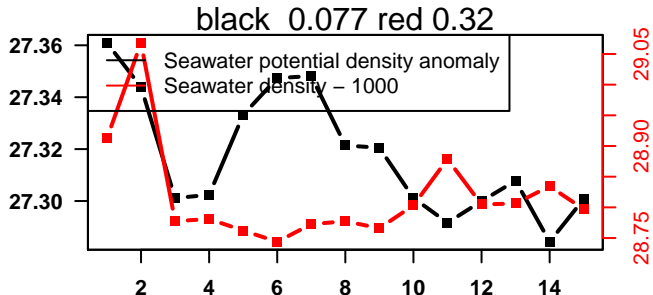 black 0.077 red 0.32
27.36
27.34
27.32
27.30
Seawater potential density anomaly
Seawater density − 1000
29.05
28.90
28.75
2 4 6 8 10 12 14